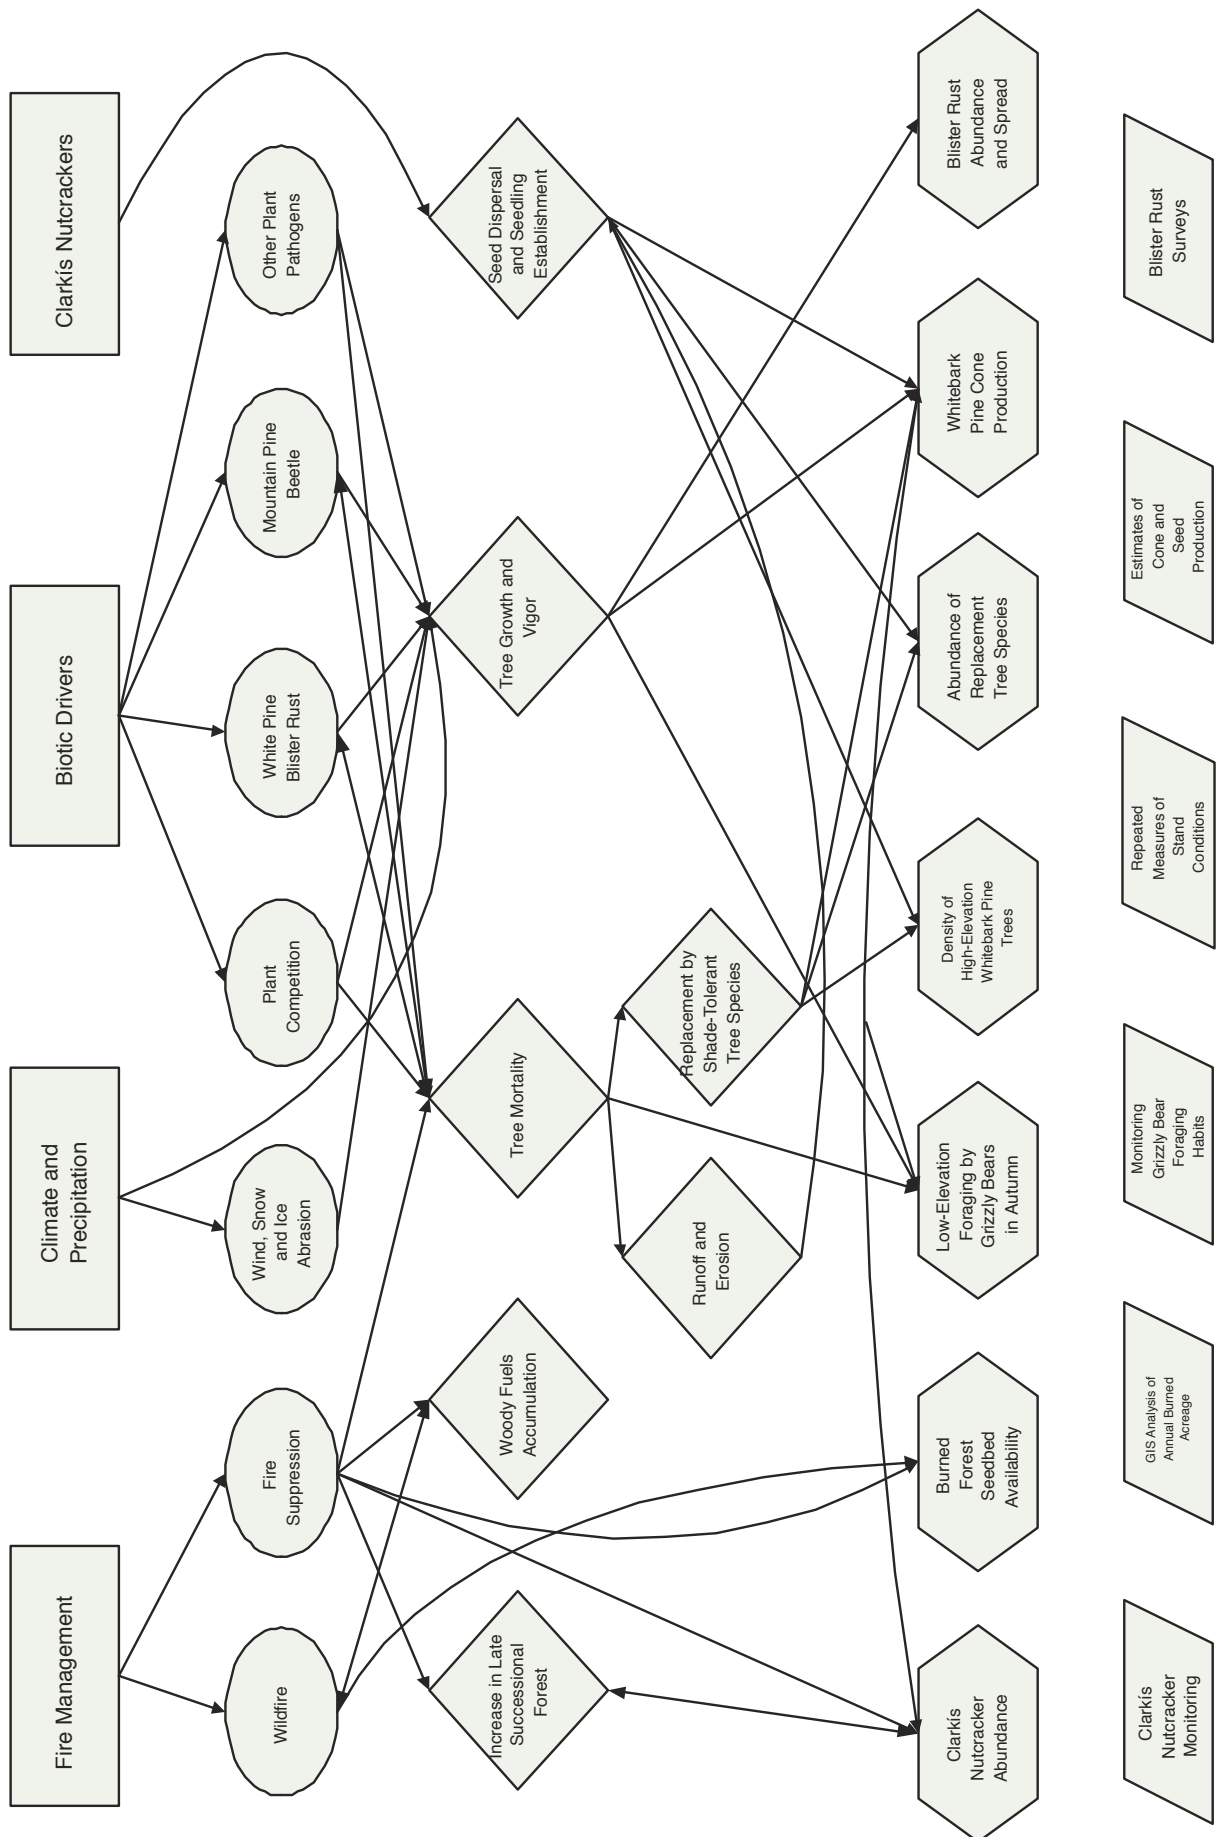 Fire Management
Climate and
Precipitation
Biotic Drivers
Clarkís Nutcrackers
Wildfire
Fire
Suppression
Wind, Snow
and Ice
Abrasion
Plant
Competition
White Pine
Blister Rust
Mountain Pine
Beetle
Other Plant
Pathogens
Increase in Late
Successional
Forest
Woody Fuels
Accumulation
Tree Mortality
Tree Growth and
Vigor
Seed Dispersal
and Seedling
Establishment
Runoff and
Erosion
Replacement by
Shade-Tolerant
Tree Species
Clarkís
Nutcracker
Abundance
Burned
Forest
Seedbed
Availability
Low-Elevation
Foraging by
Grizzly Bears
in Autumn
Density of
High-Elevation
Whitebark Pine
Trees
Abundance of
Replacement
Tree Species
Whitebark
Pine Cone
Production
Blister Rust
Abundance
and Spread
Clarkís
Nutcracker
Monitoring
GIS Analysis of
Annual Burned
Acreage
Monitoring
Grizzly Bear
Foraging
Habits
Repeated
Measures of
Stand
Conditions
Estimates of
Cone and
Seed
Production
Blister Rust
Surveys